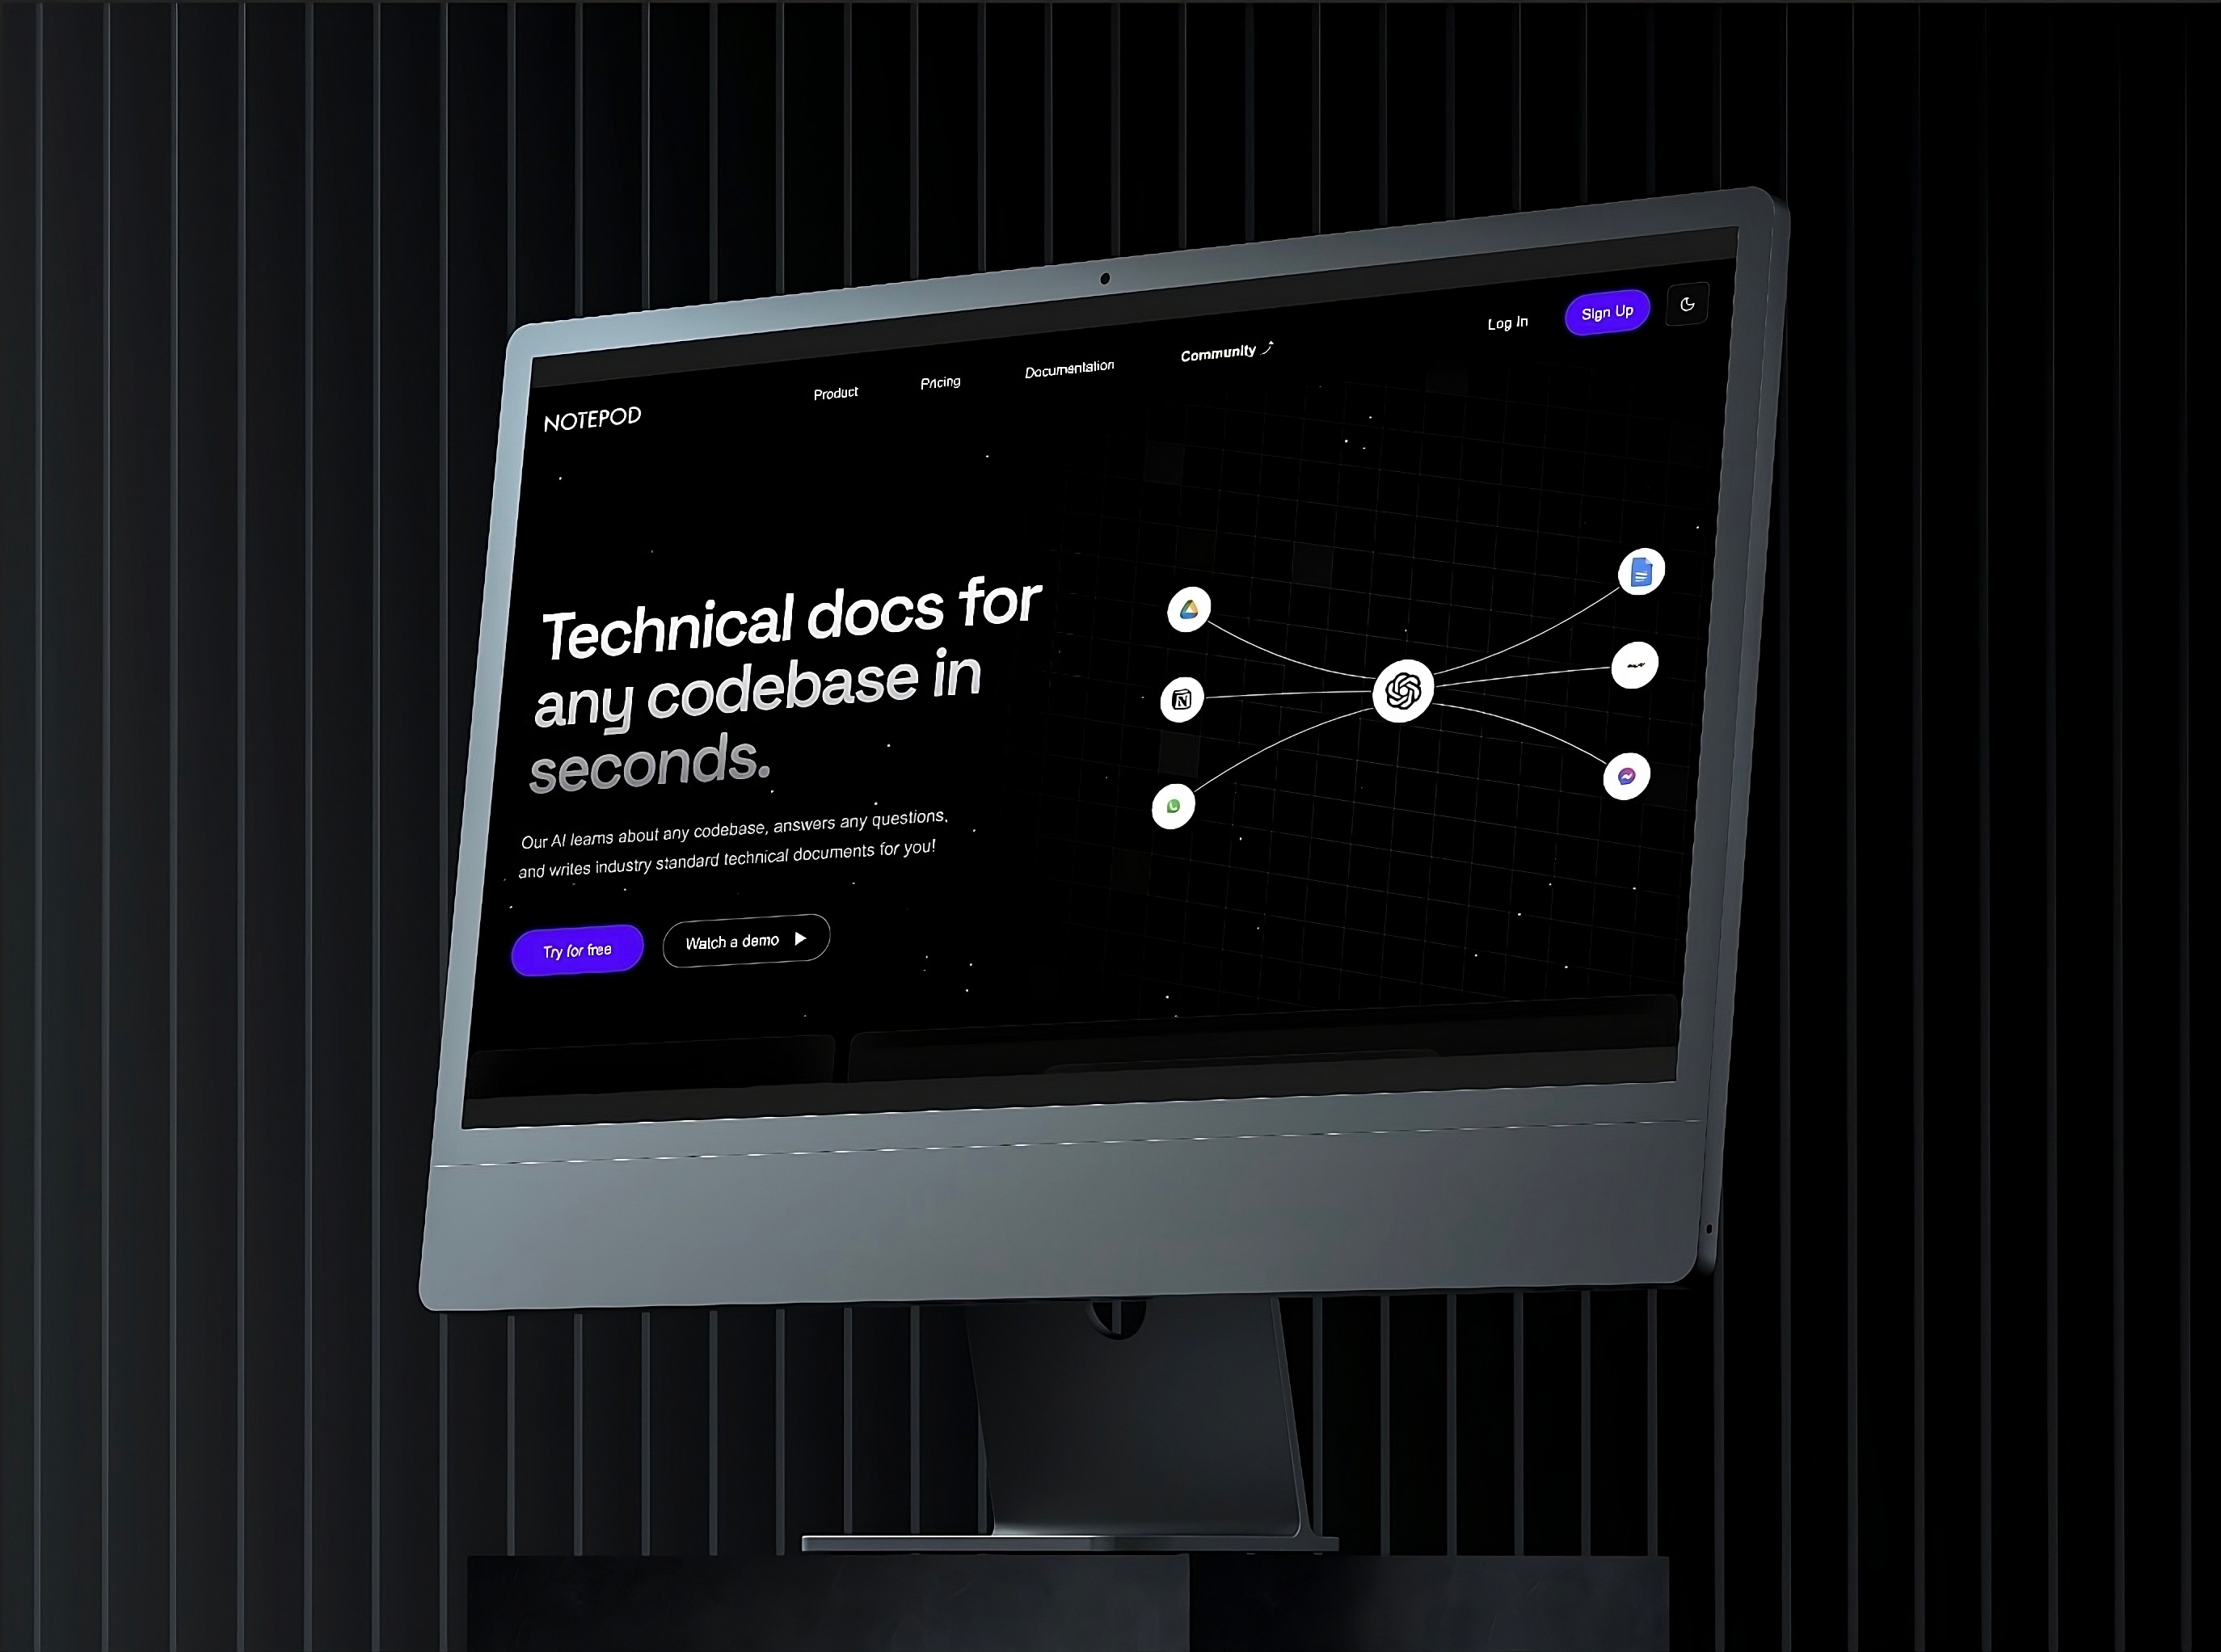 NOTEPOD
Product
Pricing
Documentation
Community
Log In
Sign Up
Technical docs for
any codebase in
seconds.
Our AI learns about any codebase, answers any questions,
and writes industry standard technical documents for you!
Try for free
Watch a demo
N